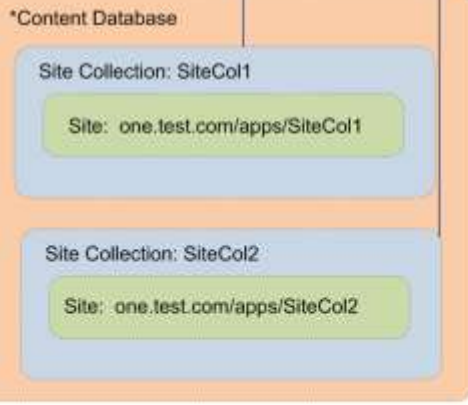 *Content Database
Site Collection: SiteCol1
Site: one.test.com/apps/SiteCol1
Site Collection: SiteCol2
Site: one.test.com/apps/SiteCol2